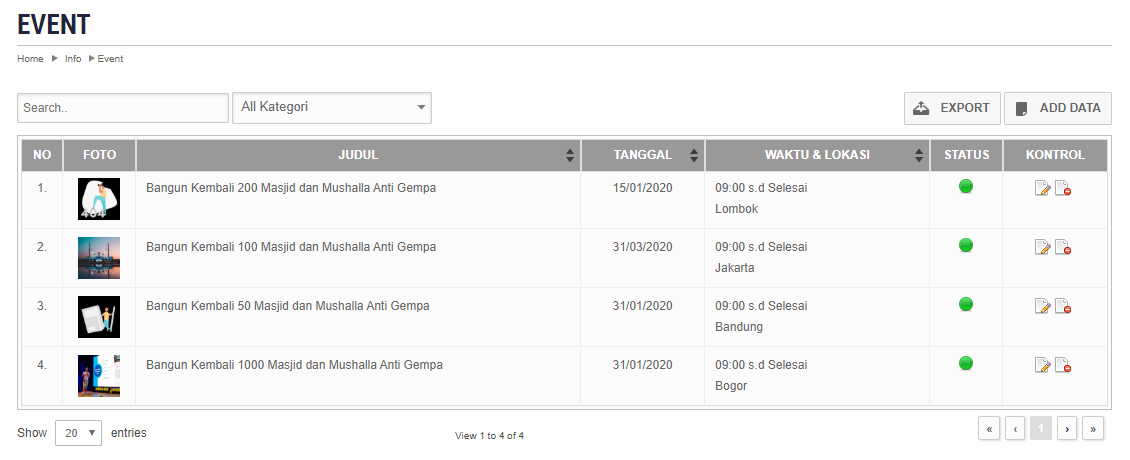 EVENT
Home Info Event
Search.. All Kategori EXPORT ADD DATA
NO FOTO JUDUL TANGGAL WAKTU & LOKASI STATUS KONTROL
1. 404 Bangun Kembali 200 Masjid dan Mushalla Anti Gempa 15/01/2020 09:00 s.d Selesai
Lombok
2. Bangun Kembali 100 Masjid dan Mushalla Anti Gempa 31/03/2020 09:00 s.d Selesai
Jakarta
3. Bangun Kembali 50 Masjid dan Mushalla Anti Gempa 31/01/2020 09:00 s.d Selesai
Bandung
4. Bangun Kembali 1000 Masjid dan Mushalla Anti Gempa 31/01/2020 09:00 s.d Selesai
Bogor
Show 20 entries View 1 to 4 of 4 « ‹ 1 › »